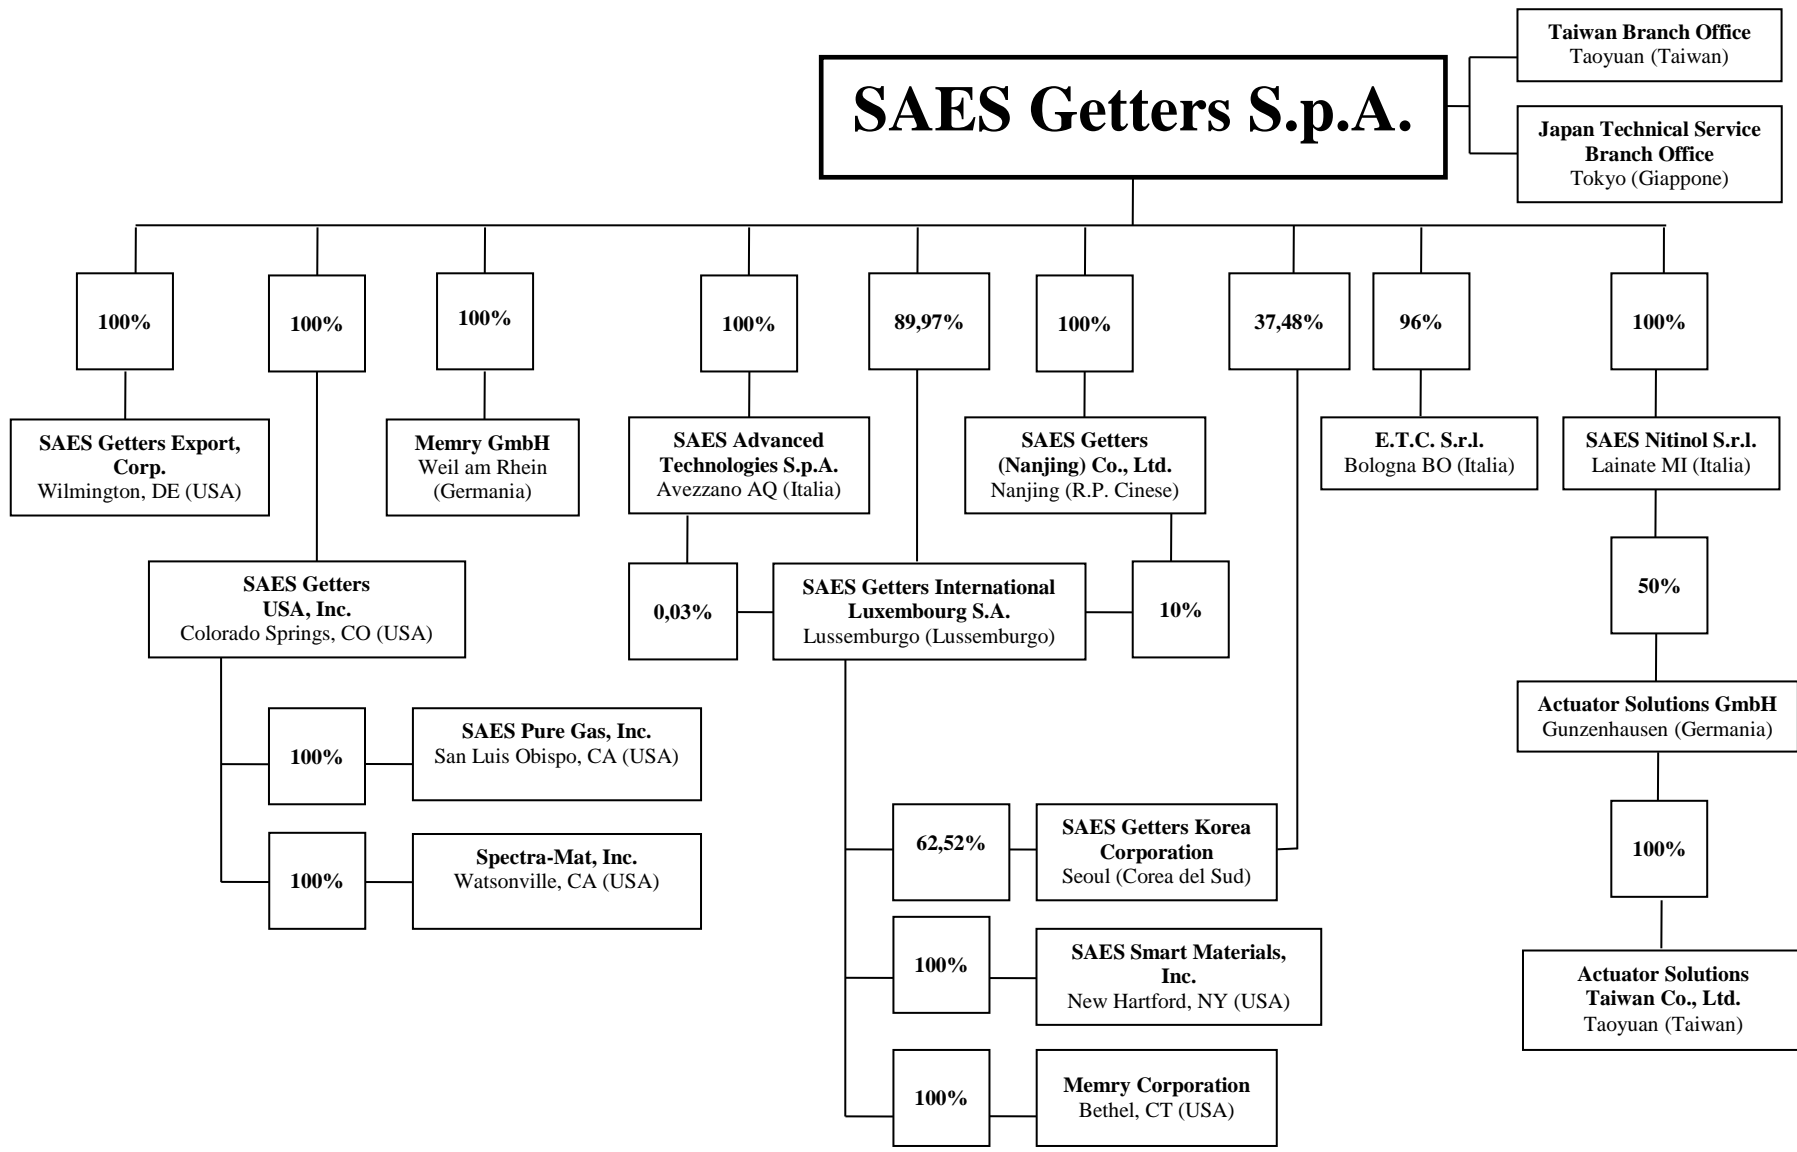 Taiwan Branch Office
Taoyuan (Taiwan)
SAES Getters S.p.A.
Japan Technical Service
Branch Office
Tokyo (Giappone)
100%
100%
100%
100%
89,97%
100%
37,48%
96%
100%
SAES Getters Export,
Corp.
Wilmington, DE (USA)
Memry GmbH
Weil am Rhein
(Germania)
SAES Advanced
Technologies S.p.A.
Avezzano AQ (Italia)
SAES Getters
(Nanjing) Co., Ltd.
Nanjing (R.P. Cinese)
E.T.C. S.r.l.
Bologna BO (Italia)
SAES Nitinol S.r.l.
Lainate MI (Italia)
SAES Getters
USA, Inc.
Colorado Springs, CO (USA)
0,03%
SAES Getters International
Luxembourg S.A.
Lussemburgo (Lussemburgo)
10%
50%
100%
SAES Pure Gas, Inc.
San Luis Obispo, CA (USA)
Actuator Solutions GmbH
Gunzenhausen (Germania)
100%
Spectra-Mat, Inc.
Watsonville, CA (USA)
62,52%
SAES Getters Korea
Corporation
Seoul (Corea del Sud)
100%
100%
SAES Smart Materials,
Inc.
New Hartford, NY (USA)
Actuator Solutions
Taiwan Co., Ltd.
Taoyuan (Taiwan)
100%
Memry Corporation
Bethel, CT (USA)